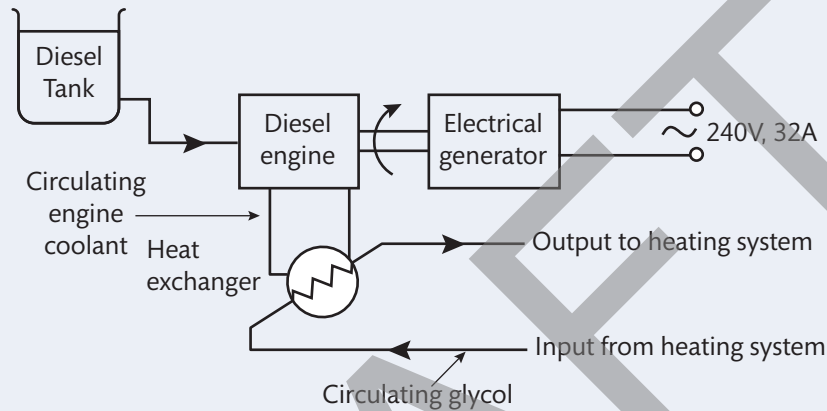 Diesel
Tank
Diesel
engine
Electrical
generator
240V, 32A
Circulating
engine
coolant
Heat
exchanger
Output to heating system
Input from heating system
Circulating glycol